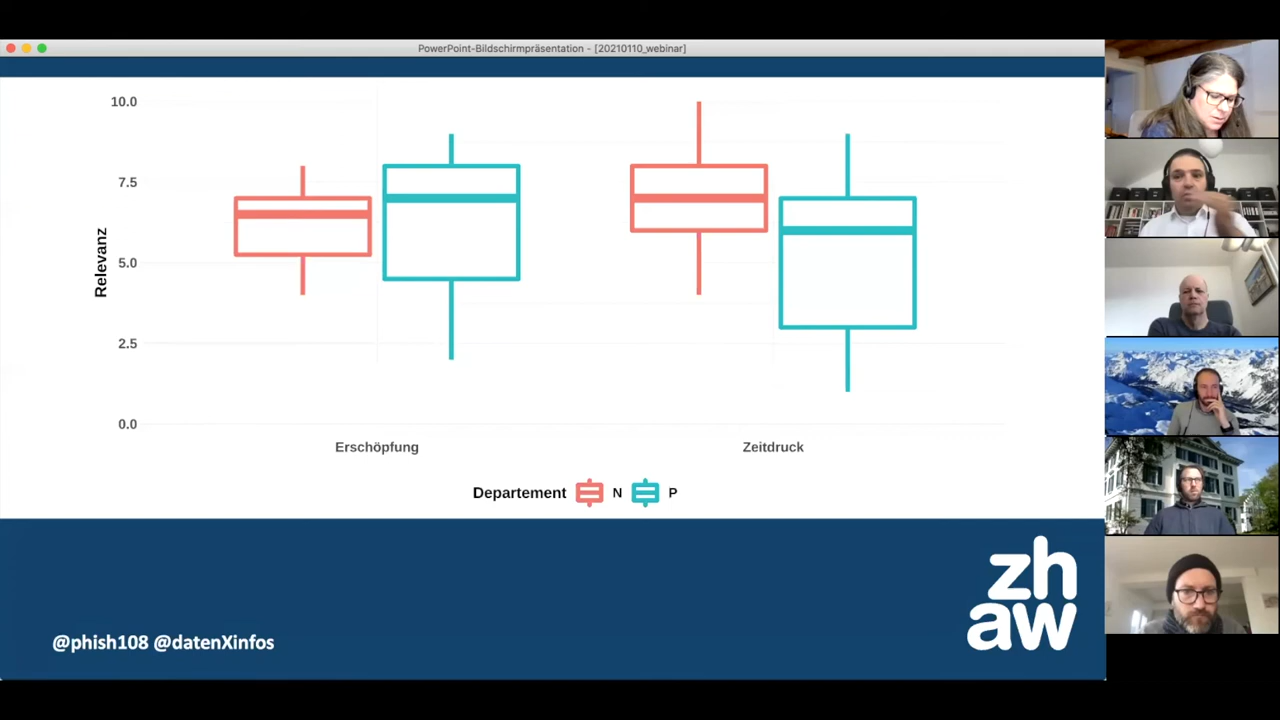 PowerPoint-Bildschirmpräsentation - [20210110_webinar]
10.0
7.5
5.0
2.5
0.0
Relevanz
Erschöpfung
Zeitdruck
Departement N P
zh
aw
@phish108 @datenXinfos